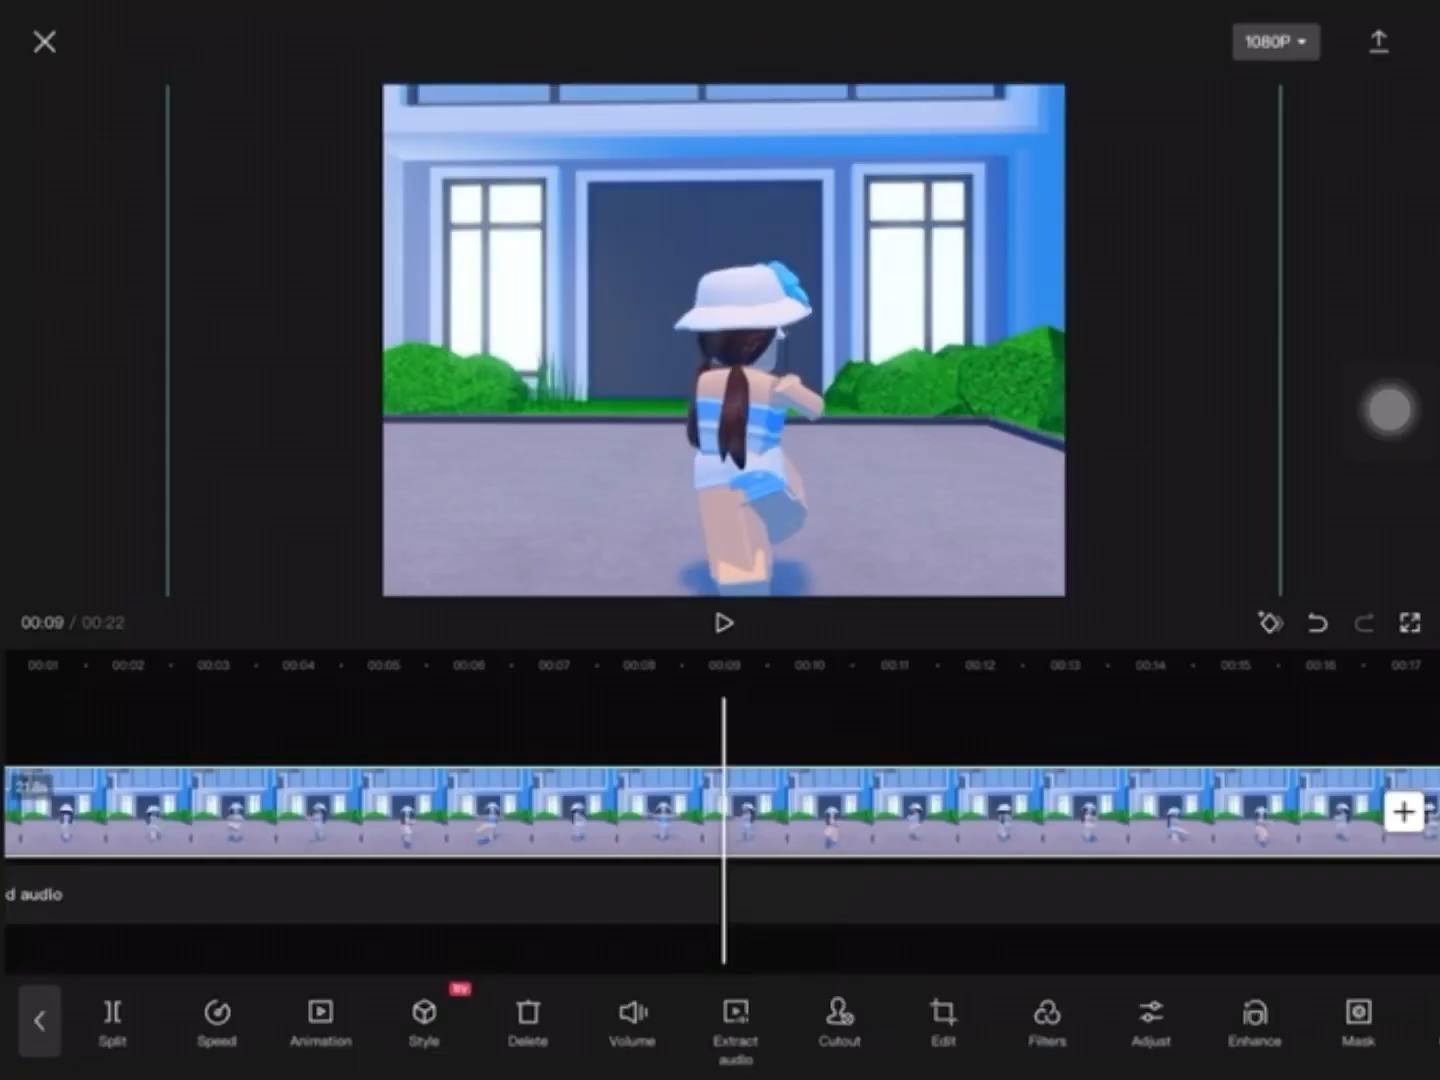 1080P
00:09 / 00:22
00:01 00:02 00:03 00:04 00:05 00:06 00:07 00:08 00:09 00:10 00:11 00:12 00:13 00:14 00:15 00:16 00:17
d audio
Try
Split Speed Animation Style Delete Volume Extract audio Cutout Edit Filters Adjust Enhance Mask